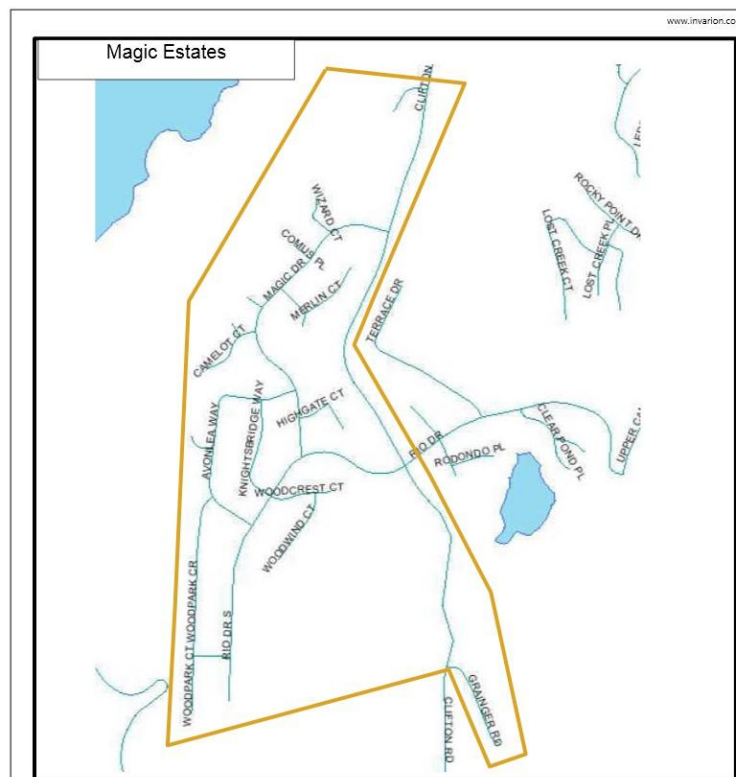 www.invarion.co
Magic Estates
CLIFTON
WIZARD CT
COMUS PL
MAGIC DR
MERLIN CT
CAMELOT CT
TERRACE DR
ROCKY POINT DR
LOST CREEK CT
LOST CREEK PL
AVONLEA WAY
KNIGHTSBRIDGE WAY
HIGHGATE CT
RIO DR
RODONDO PL
CLEAR POND PL
UPPER CA
WOODCREST CT
WOODWIND CT
WOODPARK CR
WOODPARK CT
RIO DR S
CLIFTON RD
GRAINGER RD